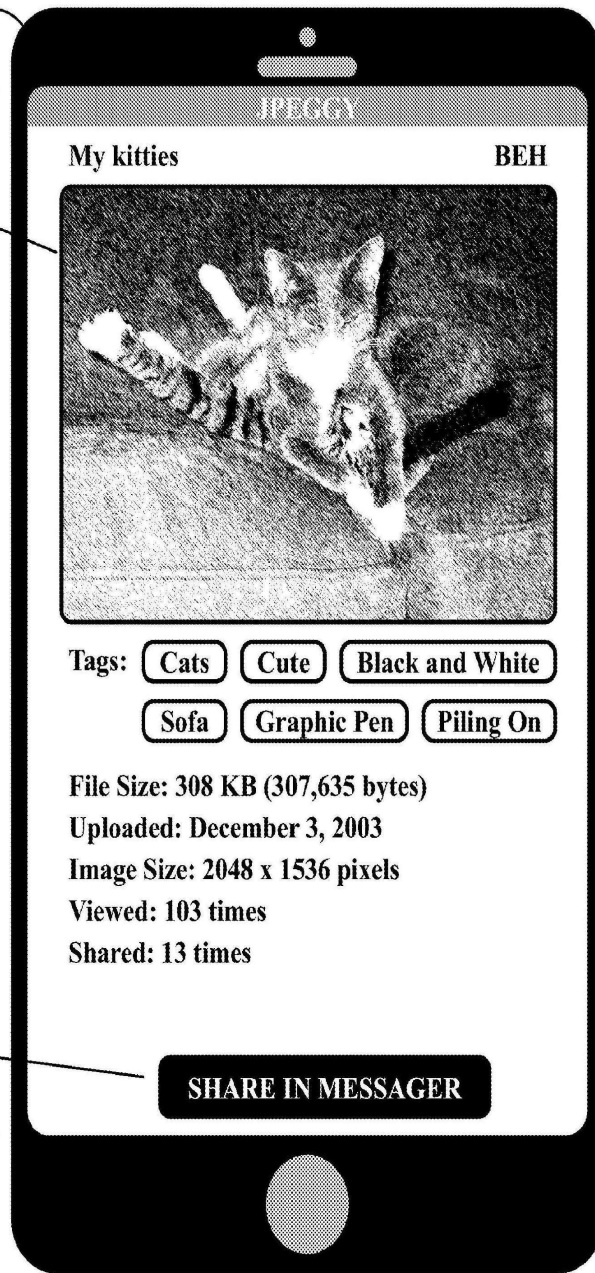 JPEGGY
My kitties BEH
Tags: Cats Cute Black and White
Sofa Graphic Pen Piling On
File Size: 308 KB (307,635 bytes)
Uploaded: December 3, 2003
Image Size: 2048 x 1536 pixels
Viewed: 103 times
Shared: 13 times
SHARE IN MESSAGER